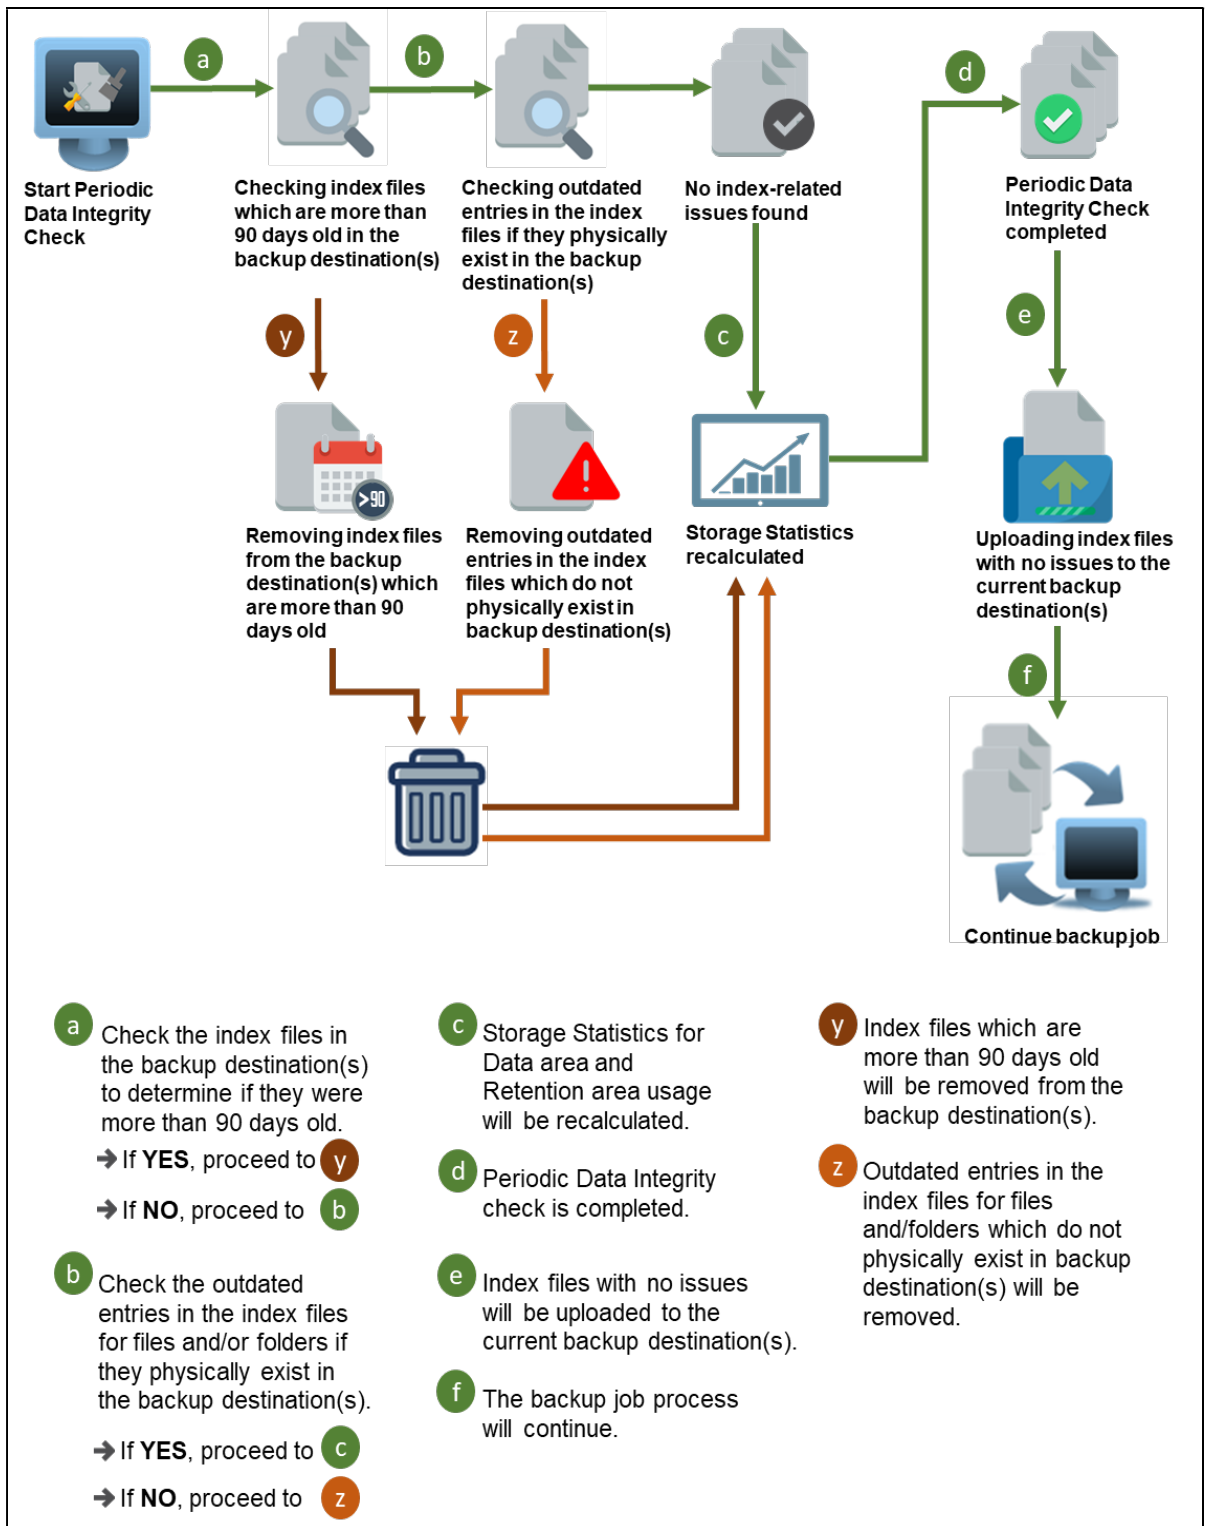 a
b
d
Start Periodic
Data Integrity
Check
Checking index files
which are more than
90 days old in the
backup destination(s)
Checking outdated
entries in the index
files if they physically
exist in the backup
destination(s)
No index-related
issues found
Periodic Data
Integrity Check
completed
y
z
c
e
>90
Removing index files
from the backup
destination(s) which
are more than 90
days old
Removing outdated
entries in the index
files which do not
physically exist in
backup destination(s)
Storage Statistics
recalculated
Uploading index files
with no issues to the
current backup
destination(s)
f
Continue backup job
a Check the index files in
the backup destination(s)
to determine if they were
more than 90 days old.
➔ If YES, proceed to y
➔ If NO, proceed to b
b Check the outdated
entries in the index files
for files and/or folders if
they physically exist in
the backup destination(s).
➔ If YES, proceed to c
➔ If NO, proceed to z
c Storage Statistics for
Data area and
Retention area usage
will be recalculated.
d Periodic Data Integrity
check is completed.
e Index files with no issues
will be uploaded to the
current backup destination(s).
f The backup job process
will continue.
y Index files which are
more than 90 days old
will be removed from the
backup destination(s).
z Outdated entries in the
index files for files
and/folders which do not
physically exist in backup
destination(s) will be
removed.